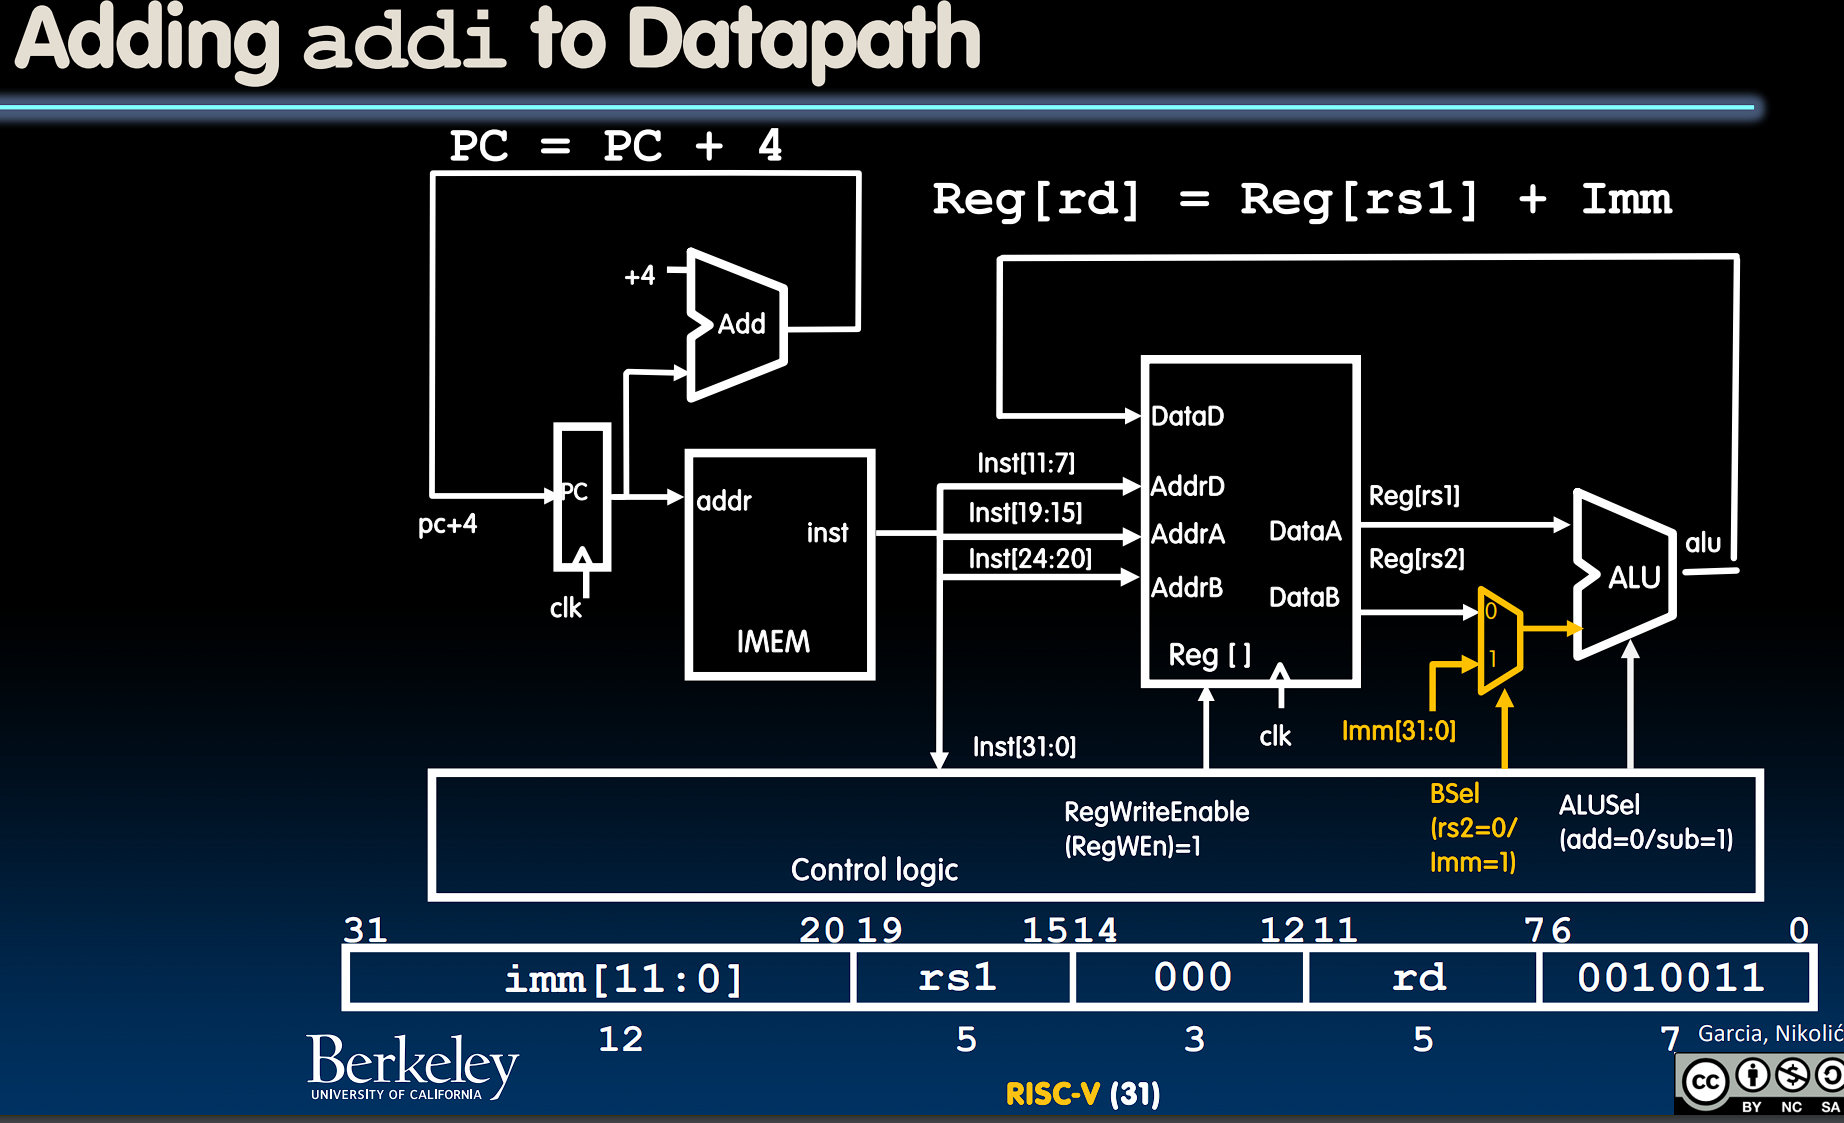 Adding addi to Datapath
PC = PC + 4
Reg[rd] = Reg[rs1] + Imm
+4
Add
DataD
Inst[11:7]
AddrD
PC
addr
Inst[19:15]
Reg[rs1]
pc+4
inst
AddrA
DataA
alu
Inst[24:20]
Reg[rs2]
ALU
AddrB
DataB
clk
0
IMEM
Reg [ ]
1
Inst[31:0]
clk
Imm[31:0]
RegWriteEnable
(RegWEn)=1
BSel
(rs2=0/
Imm=1)
ALUSel
(add=0/sub=1)
Control logic
31 20 19 15 14 12 11 7 6 0
imm[11:0] rs1 000 rd 0010011
12 5 3 5 7
Garcia, Nikolić
Berkeley
UNIVERSITY OF CALIFORNIA
RISC-V (31)
cc
BY NC SA